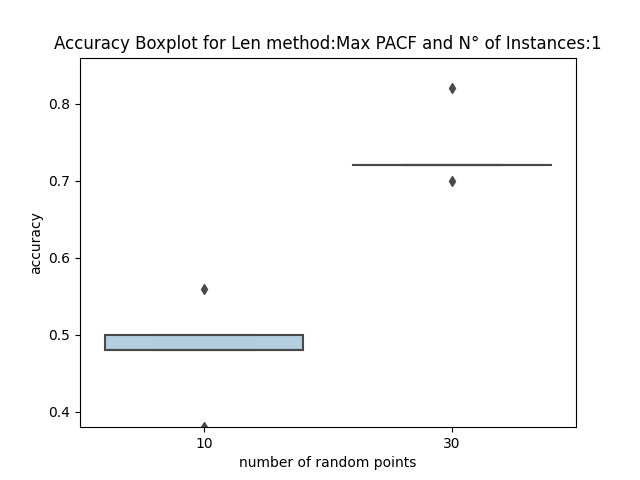 Accuracy Boxplot for Len method:Max PACF and N° of Instances:1
0.8
0.7
0.6
0.5
0.4
accuracy
10 30
number of random points